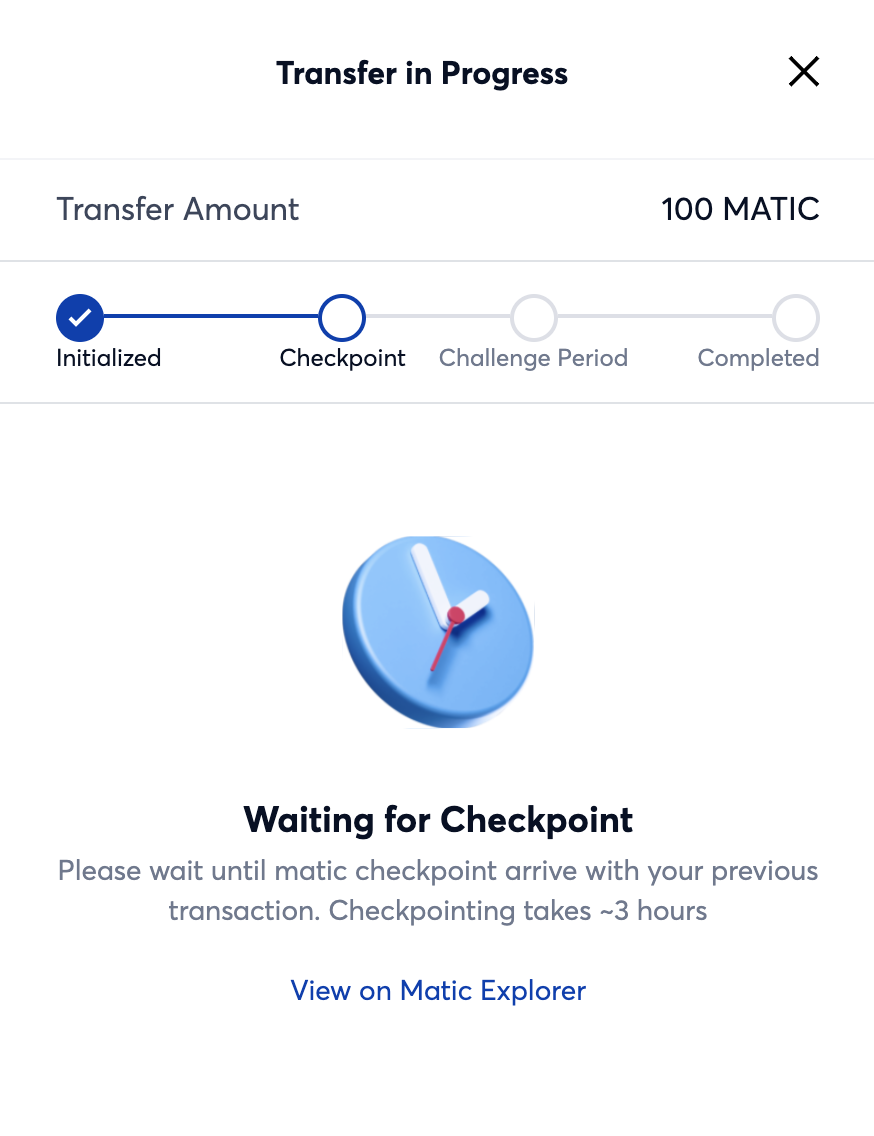 Transfer in Progress
Transfer Amount 100 MATIC
Initialized Checkpoint Challenge Period Completed
Waiting for Checkpoint
Please wait until matic checkpoint arrive with your previous
transaction. Checkpointing takes ~3 hours
View on Matic Explorer